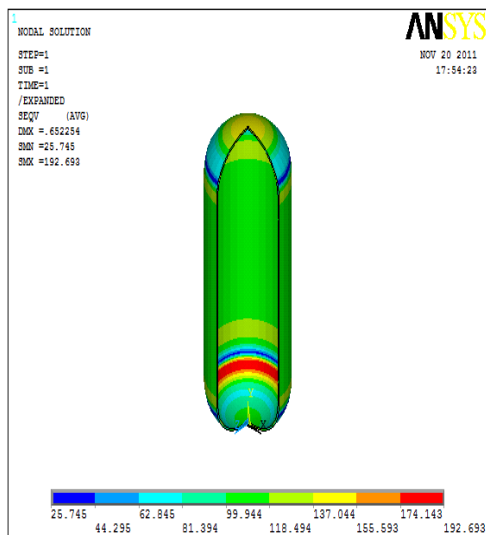 1
NODAL SOLUTION
ANSYS
STEP=1
SUB =1
TIME=1
/EXPANDED
SEQV (AVG)
DMX =.652254
SMN =25.745
SMX =192.693
NOV 20 2011
17:54:23
Y
X
25.745 62.845 99.944 137.044 174.143
44.295 81.394 118.494 155.593 192.693